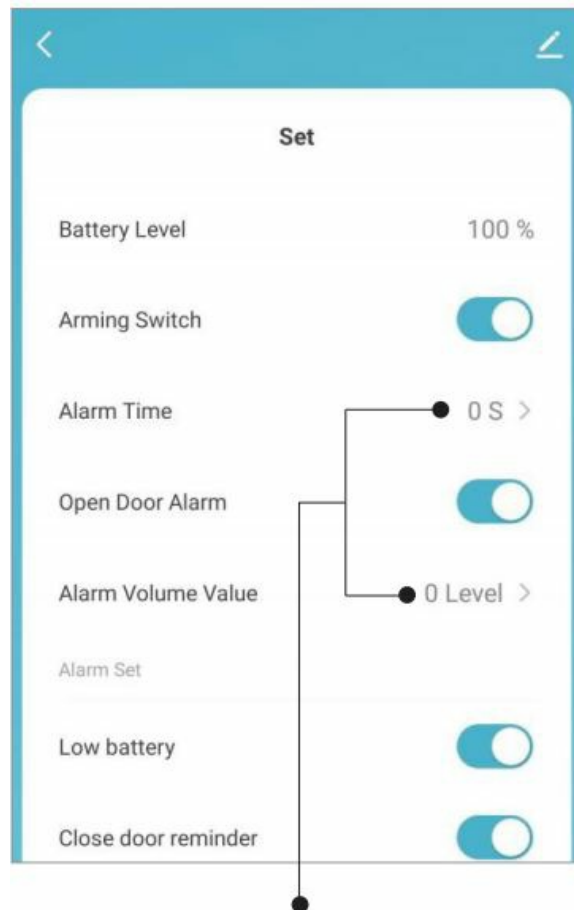 Set
Battery Level 100 %
Arming Switch
Alarm Time 0 S
Open Door Alarm
Alarm Volume Value 0 Level
Alarm Set
Low battery
Close door reminder